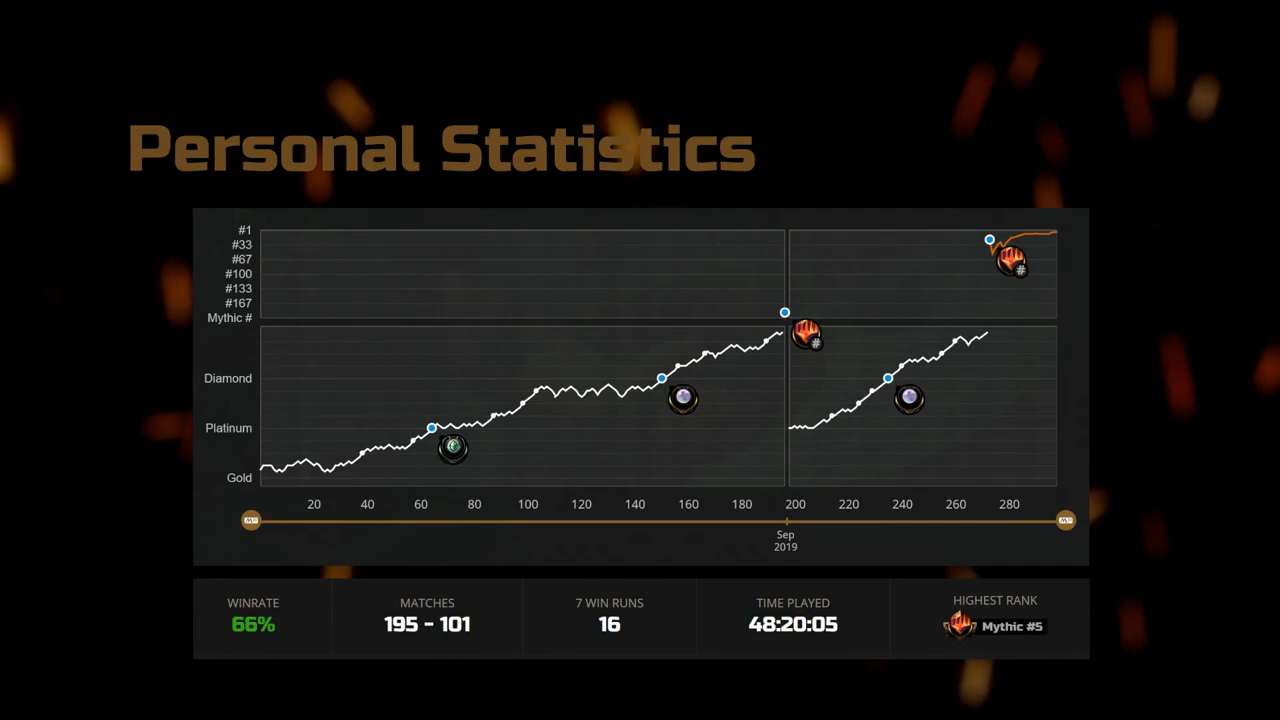 Personal Statistics
#1
#33
#67
#100
#133
#167
Mythic #
Diamond
Platinum
Gold
20 40 60 80 100 120 140 160 180 200 220 240 260 280
Sep
2019
WINRATE MATCHES 7 WIN RUNS TIME PLAYED HIGHEST RANK
66% 195 - 101 16 48:20:05 Mythic #5